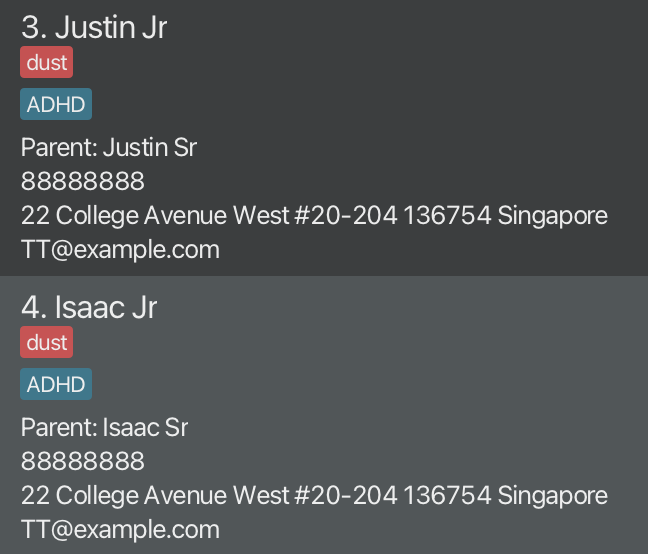 3. Justin Jr
dust
ADHD
Parent: Justin Sr
88888888
22 College Avenue West #20-204 136754 Singapore
TT@example.com
4. Isaac Jr
dust
ADHD
Parent: Isaac Sr
88888888
22 College Avenue West #20-204 136754 Singapore
TT@example.com